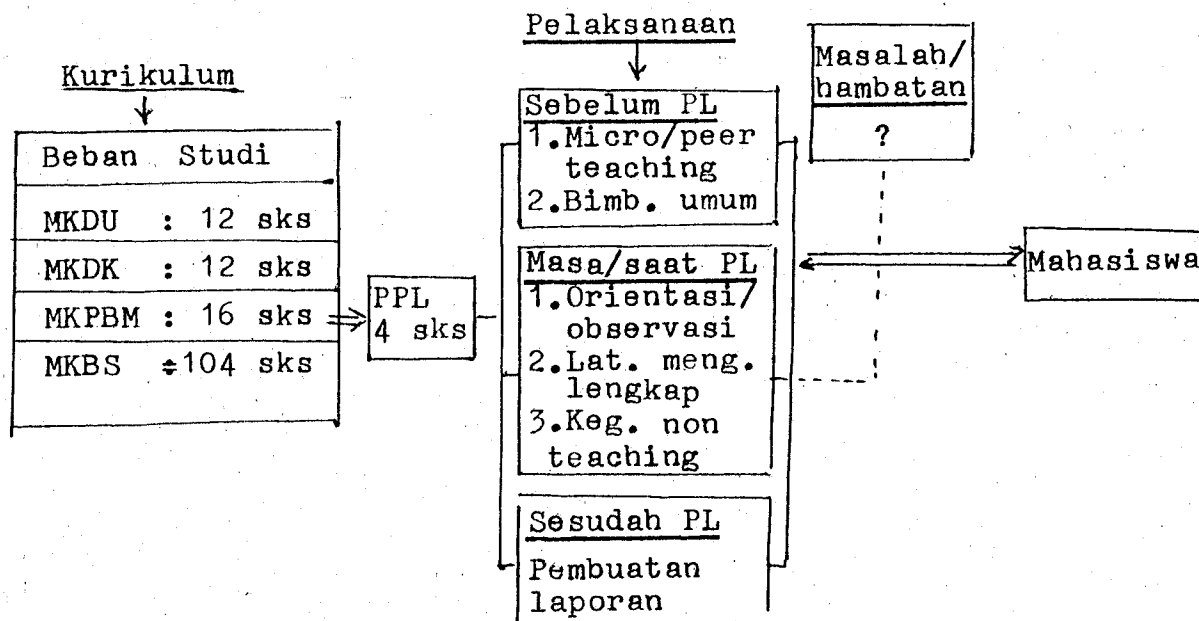 Kurikulum
Beban Studi
MKDU : 12 sks
MKDK : 12 sks
MKPBM : 16 sks
MKBS ±104 sks
PPL
4 sks
Pelaksanaan
Sebelum PL
1.Micro/peer
teaching
2.Bimb. umum
Masa/saat PL
1.Orientasi/
observasi
2.Lat. meng.
lengkap
3.Keg. non
teaching
Sesudah PL
Pembuatan
laporan
Masalah/
hambatan
?
Mahasiswa